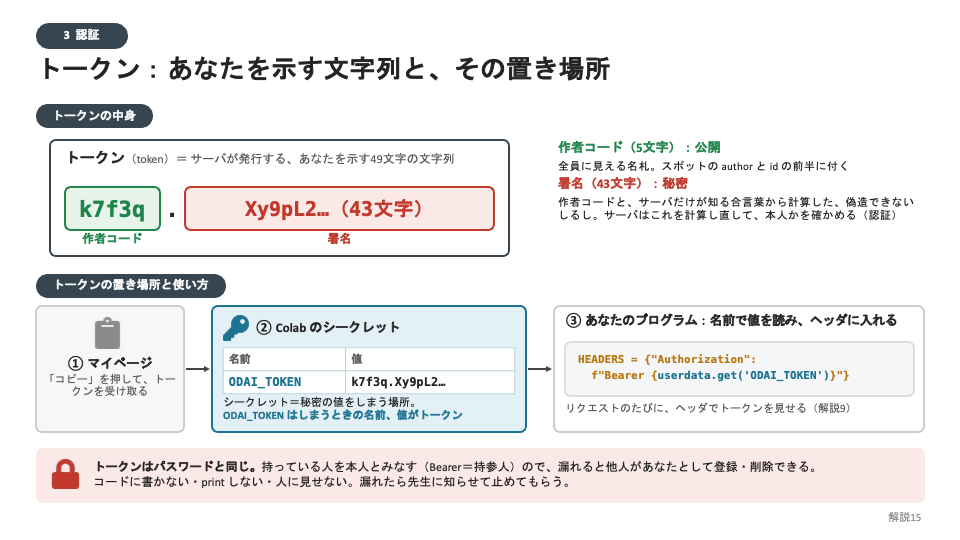 3 認証
トークン：あなたを示す文字列と、その置き場所
トークンの中身
トークン（token）＝ サーバが発行する、あなたを示す49文字の文字列
k7f3q . Xy9pL2…（43文字）
作者コード 署名
作者コード（5文字）：公開
全員に見える名札。スポットの author と id の前半に付く
署名（43文字）：秘密
作者コードと、サーバだけが知る合言葉から計算した、偽造できない
しるし。サーバはこれを計算し直して、本人かを確かめる（認証）
トークンの置き場所と使い方
① マイページ
「コピー」を押して、トー
クンを受け取る
② Colab のシークレット
名前 値
ODAI_TOKEN k7f3q.Xy9pL2…
シークレット＝秘密の値をしまう場所。
ODAI_TOKEN はしまうときの名前、値がトークン
③ あなたのプログラム：名前で値を読み、ヘッダに入れる
HEADERS = {"Authorization":
f"Bearer {userdata.get('ODAI_TOKEN')}"}
リクエストのたびに、ヘッダでトークンを見せる（解説9）
トークンはパスワードと同じ。持っている人を本人とみなす（Bearer＝持参人）ので、漏れると他人があなたとして登録・削除できる。
コードに書かない・print しない・人に見せない。漏れたら先生に知らせて止めてもらう。
解説15